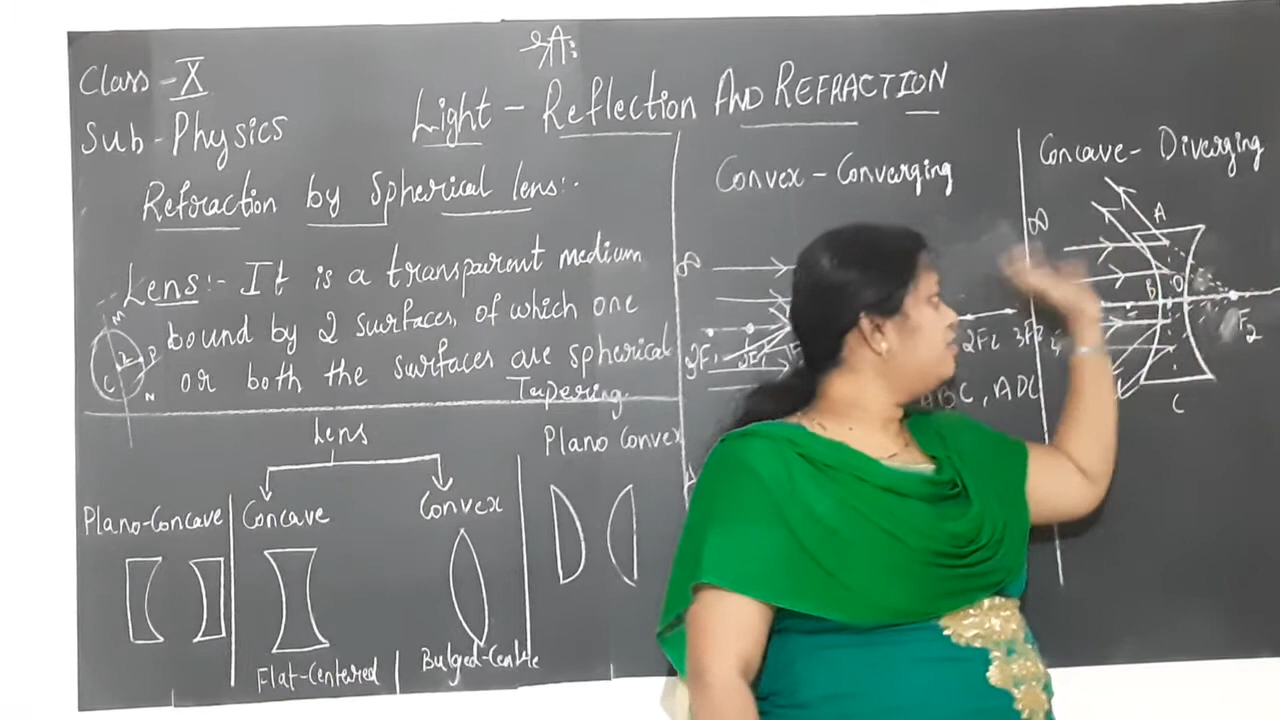 Class - X
Sub - Physics
Light - Reflection AND REFRACTION
Refraction by Spherical lens:-
Lens:- It is a transparent medium
bound by 2 surfaces, of which one
or both the surfaces are spherical
Tapering.
M
P
C
N
Lens
Plano-Concave
Concave
Convex
Plano Convex
Flat-Centered
Bulged-Centre
Convex - Converging
∞
2F2
ABC, ADC
Concave - Diverging
∞
A
B
D
F2
C